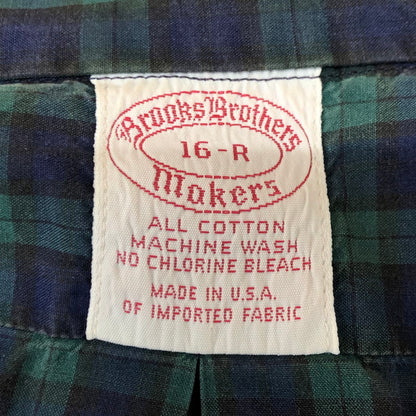 Brooks Brothers
16-R
Makers
ALL COTTON
MACHINE WASH
NO CHLORINE BLEACH
MADE IN U.S.A.
OF IMPORTED FABRIC